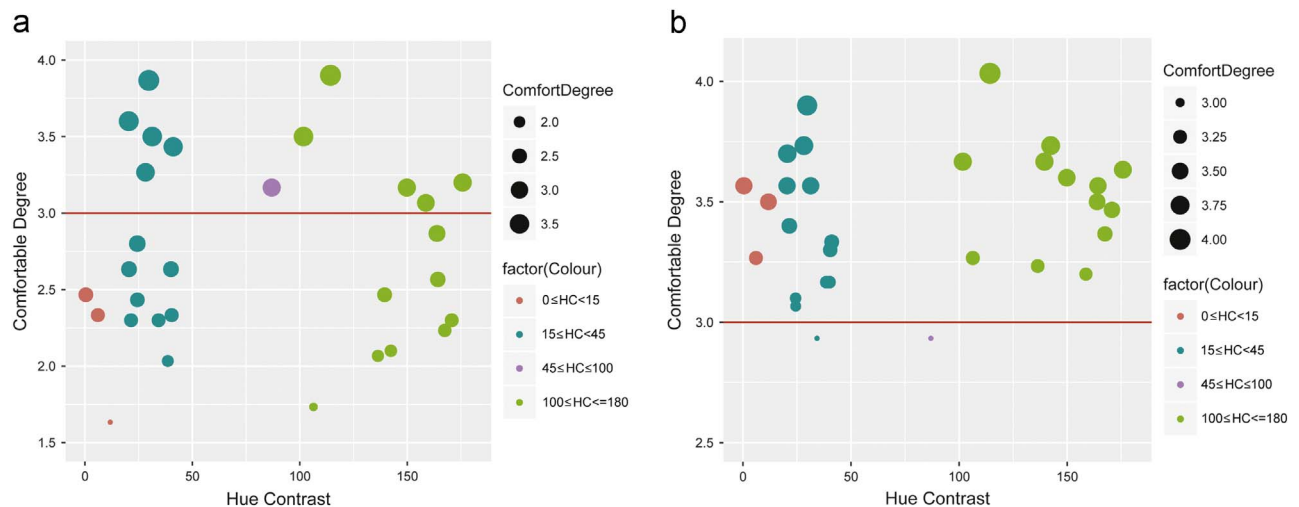 a
4.0
3.5
3.0
2.5
2.0
1.5
Comfortable Degree
0
50
100
150
Hue Contrast
ComfortDegree
2.0
2.5
3.0
3.5
factor(Colour)
0≤HC<15
15≤HC<45
45≤HC≤100
100≤HC<=180
b
4.0
3.5
3.0
2.5
Comfortable Degree
0
50
100
150
Hue Contrast
ComfortDegree
3.00
3.25
3.50
3.75
4.00
factor(Colour)
0≤HC<15
15≤HC<45
45≤HC≤100
100≤HC<=180